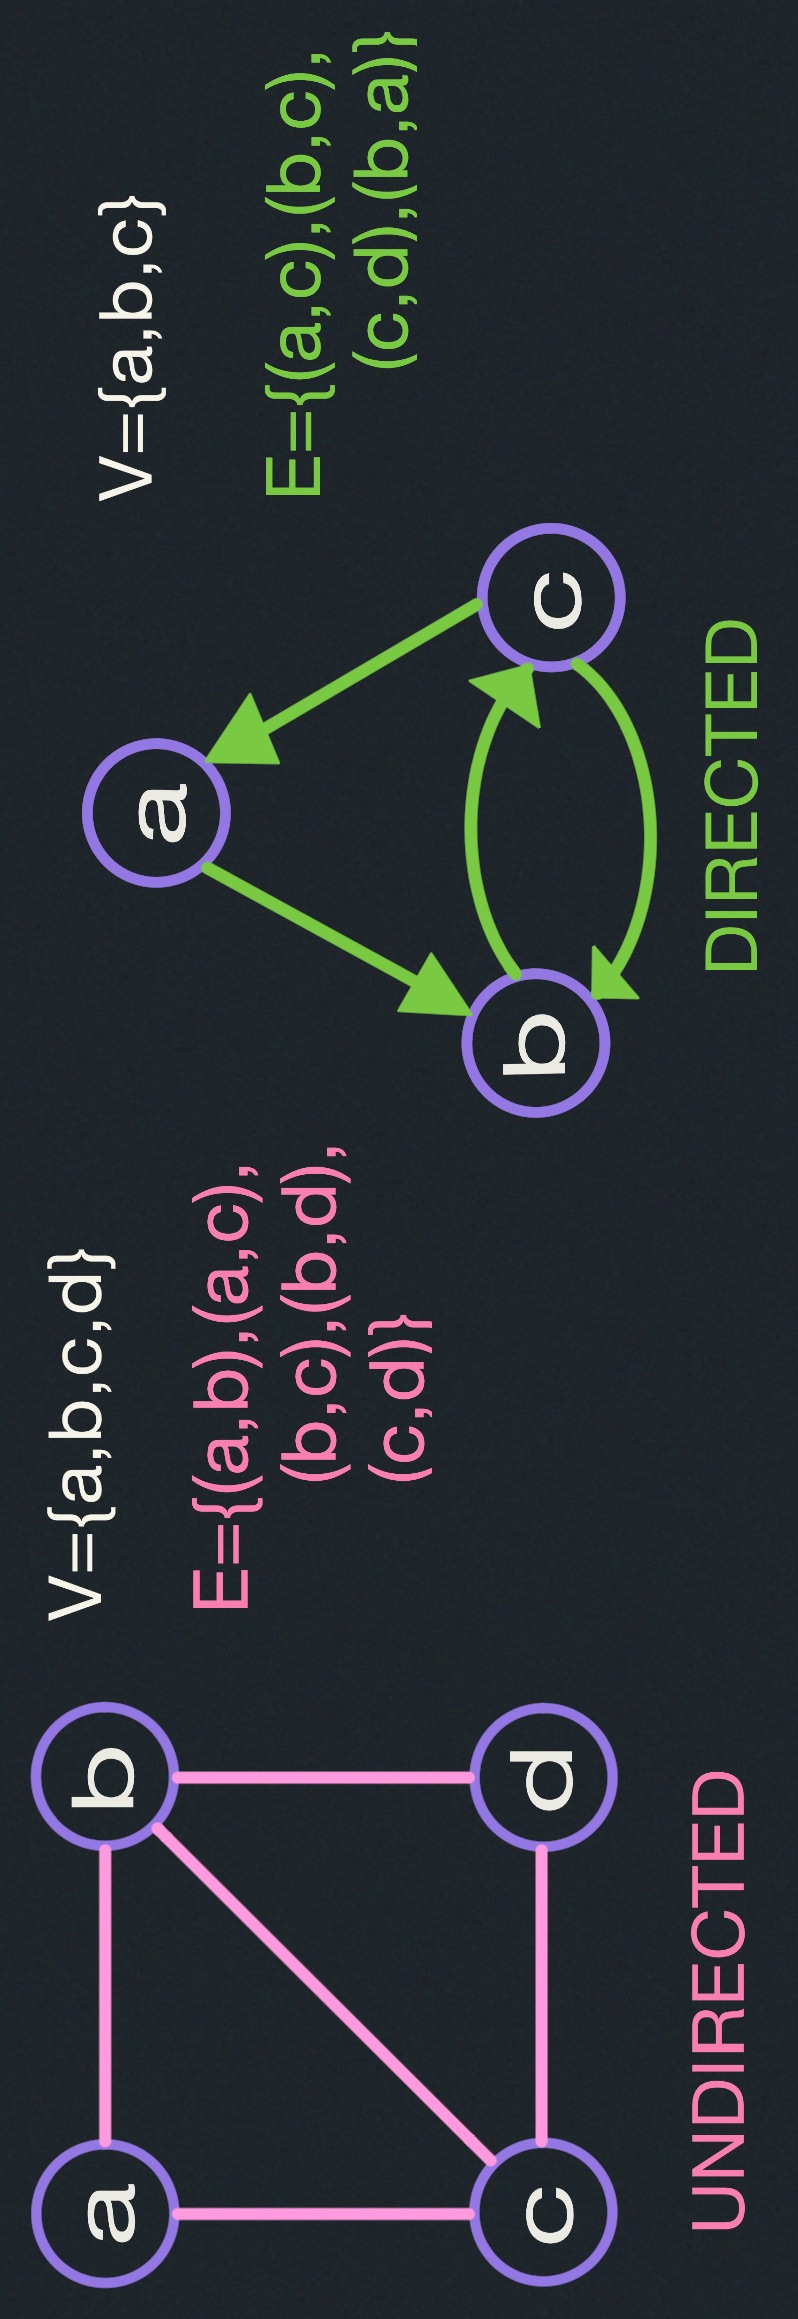 a
b
c
d
UNDIRECTED
V={a,b,c,d}
E={(a,b),(a,c),
(b,c),(b,d),
(c,d)}
a
b
c
DIRECTED
V={a,b,c}
E={(a,c),(b,c),
(c,d),(b,a)}